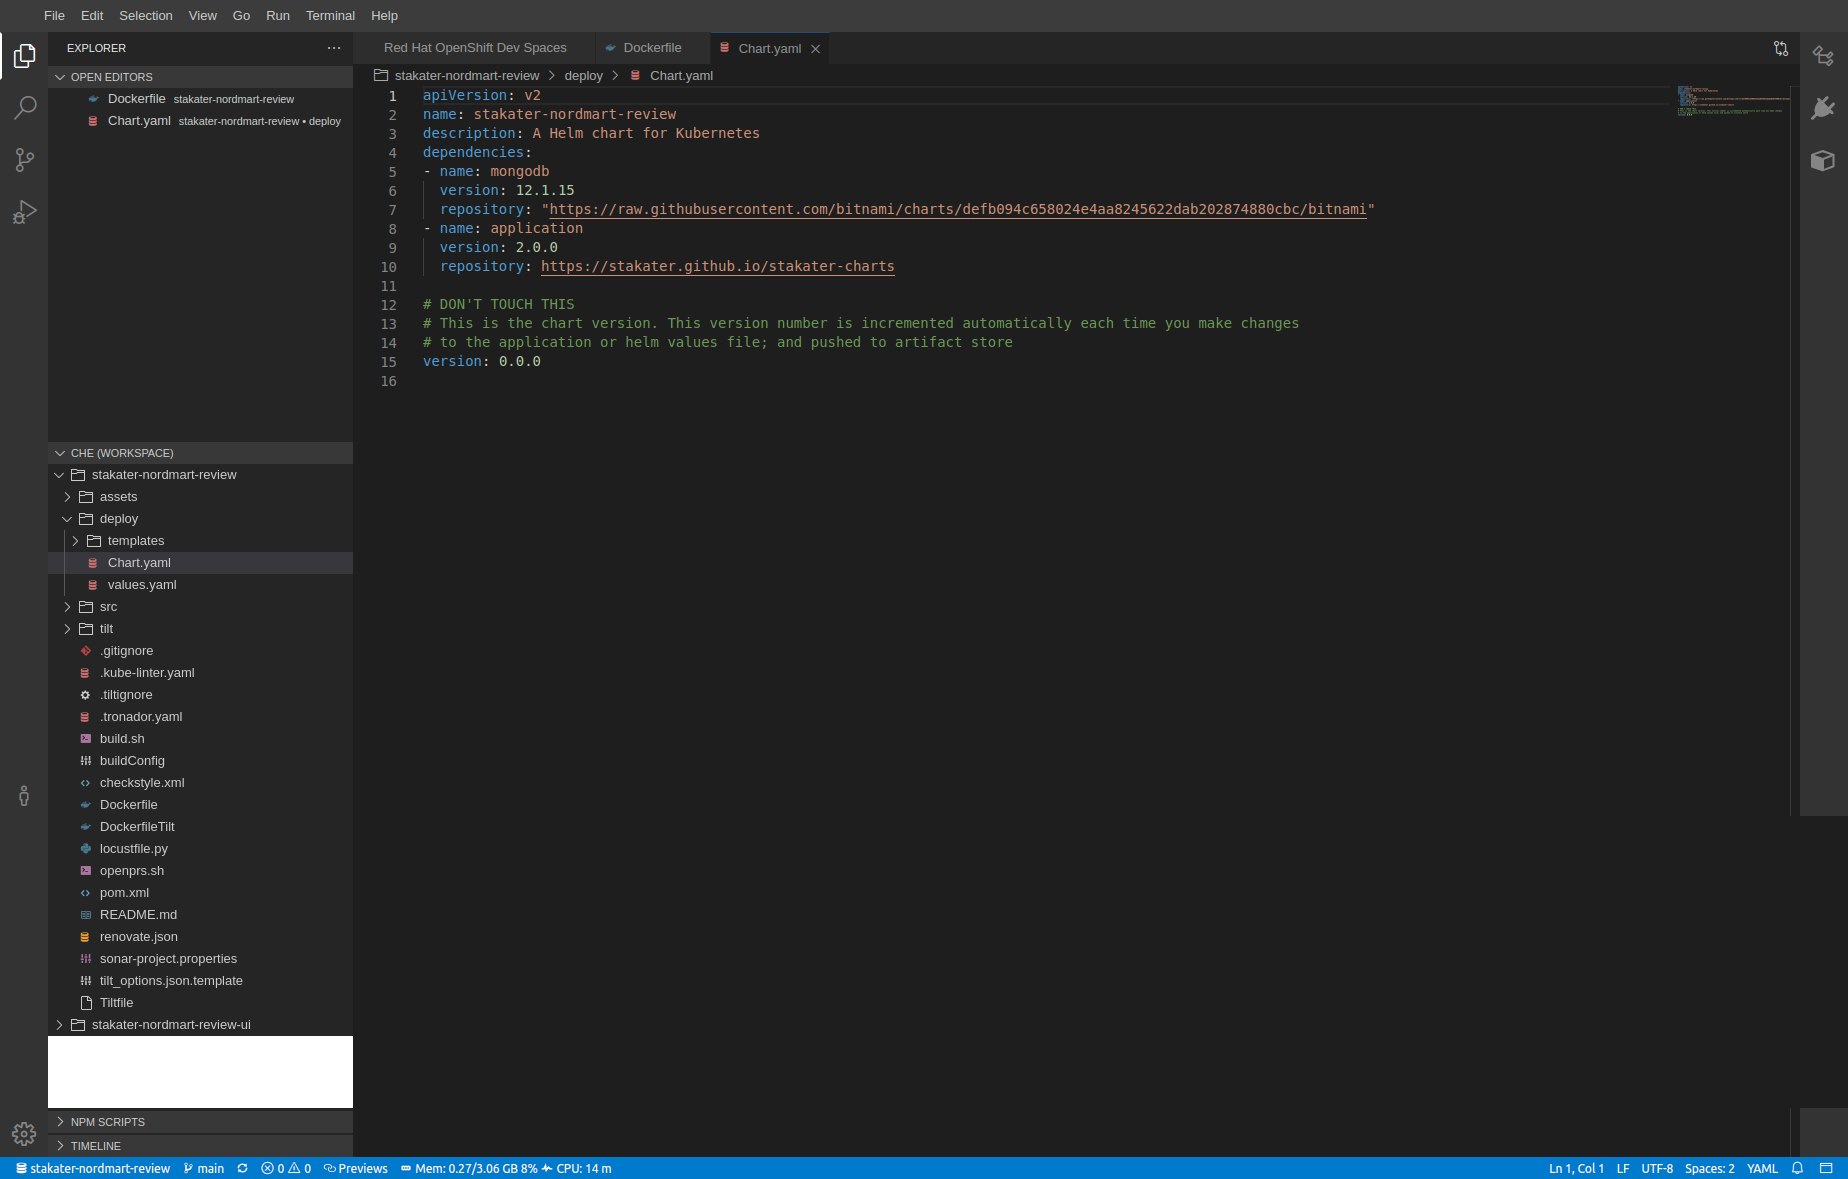 File Edit Selection View Go Run Terminal Help
EXPLORER
OPEN EDITORS
Dockerfile stakater-nordmart-review
Chart.yaml stakater-nordmart-review • deploy
CHE (WORKSPACE)
stakater-nordmart-review
assets
deploy
templates
Chart.yaml
values.yaml
src
tilt
.gitignore
.kube-linter.yaml
.tiltignore
.tronador.yaml
build.sh
buildConfig
checkstyle.xml
Dockerfile
DockerfileTilt
locustfile.py
openprs.sh
pom.xml
README.md
renovate.json
sonar-project.properties
tilt_options.json.template
Tiltfile
stakater-nordmart-review-ui
NPM SCRIPTS
TIMELINE
Red Hat OpenShift Dev Spaces Dockerfile Chart.yaml
stakater-nordmart-review > deploy > Chart.yaml
1 apiVersion: v2
2 name: stakater-nordmart-review
3 description: A Helm chart for Kubernetes
4 dependencies:
5 - name: mongodb
6 version: 12.1.15
7 repository: "https://raw.githubusercontent.com/bitnami/charts/defb094c658024e4aa8245622dab202874880cbc/bitnami"
8 - name: application
9 version: 2.0.0
10 repository: https://stakater.github.io/stakater-charts
11
12 # DON'T TOUCH THIS
13 # This is the chart version. This version number is incremented automatically each time you make changes
14 # to the application or helm values file; and pushed to artifact store
15 version: 0.0.0
16
stakater-nordmart-review main 0 0 Previews Mem: 0.27/3.06 GB 8% CPU: 14 m Ln 1, Col 1 LF UTF-8 Spaces: 2 YAML